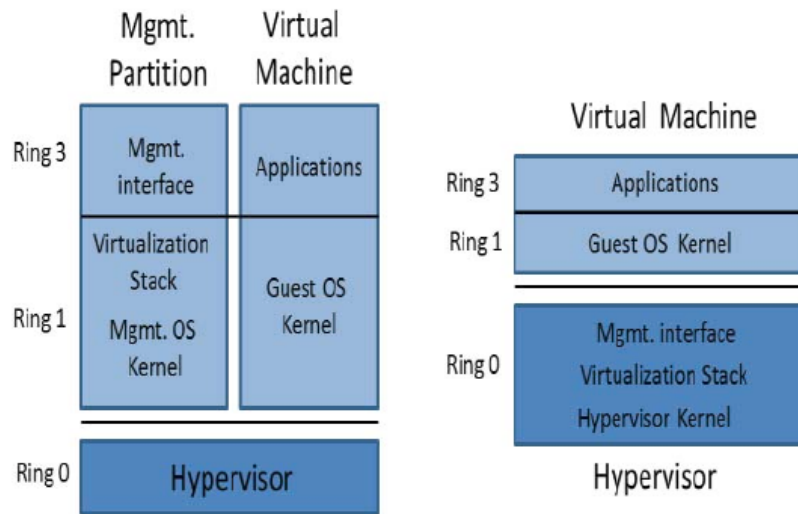 Mgmt.
Partition
Virtual
Machine
Ring 3
Mgmt.
interface
Applications
Ring 1
Virtualization
Stack
Mgmt. OS
Kernel
Guest OS
Kernel
Ring 0
Hypervisor
Virtual Machine
Ring 3
Applications
Ring 1
Guest OS Kernel
Ring 0
Mgmt. interface
Virtualization Stack
Hypervisor Kernel
Hypervisor